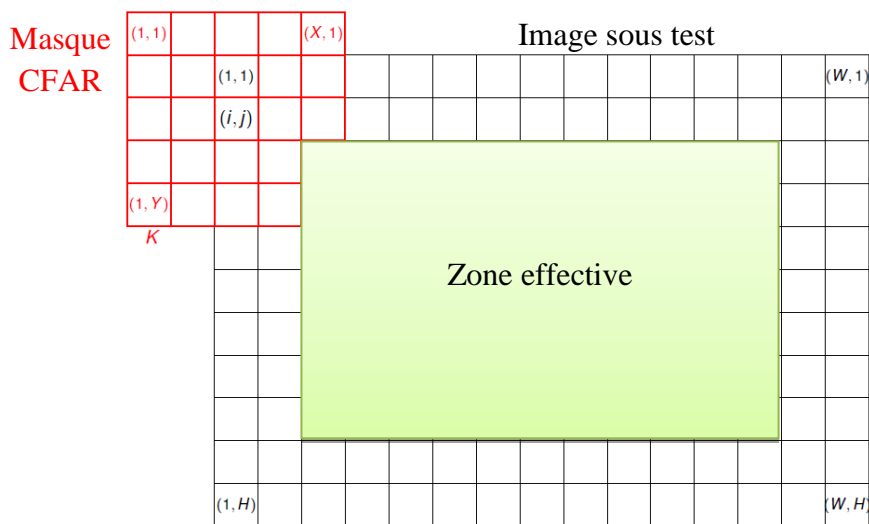 Masque
CFAR
(1,1)
(X,1)
Image sous test
(1,1)
(W,1)
(i,j)
(1,Y)
K
Zone effective
(1,H)
(W,H)